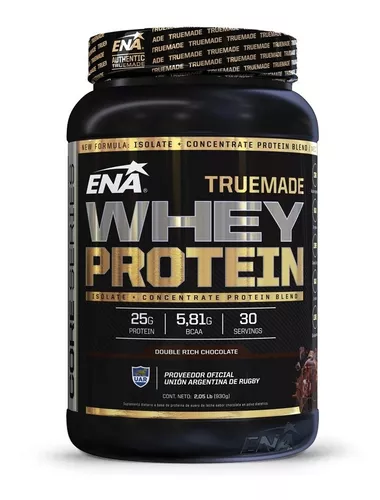 TRUEMADE TRUEMADE TRUEMADE
ENA
AUTHENTIC
TRUEMADE
NEW FORMULA: ISOLATE + CONCENTRATE PROTEIN BLEND
CORE SERIES
ENA®
TRUEMADE
WHEY
PROTEIN
ISOLATE + CONCENTRATE PROTEIN BLEND
25G
PROTEIN
5,81G
BCAA
30
SERVINGS
DOUBLE RICH CHOCOLATE
UAR
PROVEEDOR OFICIAL
UNIÓN ARGENTINA DE RUGBY
CONT. NETO: 2,05 Lb (930g)
ENA